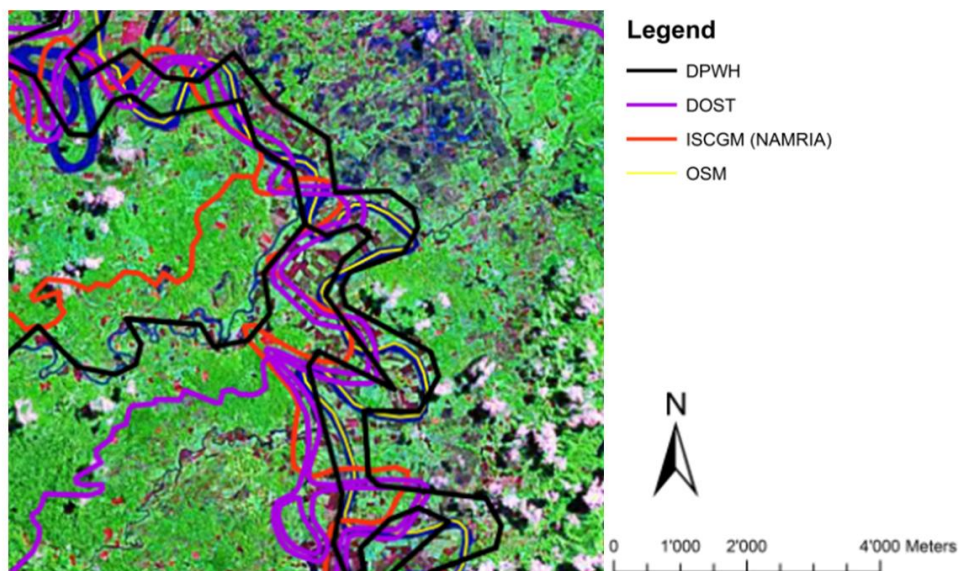 Legend
DPWH
DOST
ISCGM (NAMRIA)
OSM
N
0 1'000 2'000 4'000 Meters